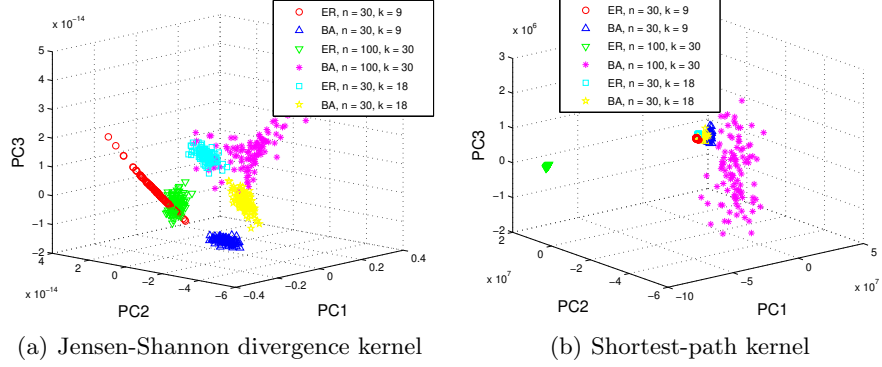 x 10⁻¹⁴
5
4
3
2
1
0
−1
−2
PC3
4
2
0
−2
−4
−6
x 10⁻¹⁴
PC2
−0.4
−0.2
0
0.2
0.4
PC1
ER, n = 30, k = 9
BA, n = 30, k = 9
ER, n = 100, k = 30
BA, n = 100, k = 30
ER, n = 30, k = 18
BA, n = 30, k = 18
(a) Jensen-Shannon divergence kernel
x 10⁶
3
2
1
0
−1
−2
PC3
2
0
−2
−4
−6
x 10⁷
PC2
−10
−5
0
5
x 10⁷
PC1
ER, n = 30, k = 9
BA, n = 30, k = 9
ER, n = 100, k = 30
BA, n = 100, k = 30
ER, n = 30, k = 18
BA, n = 30, k = 18
(b) Shortest-path kernel